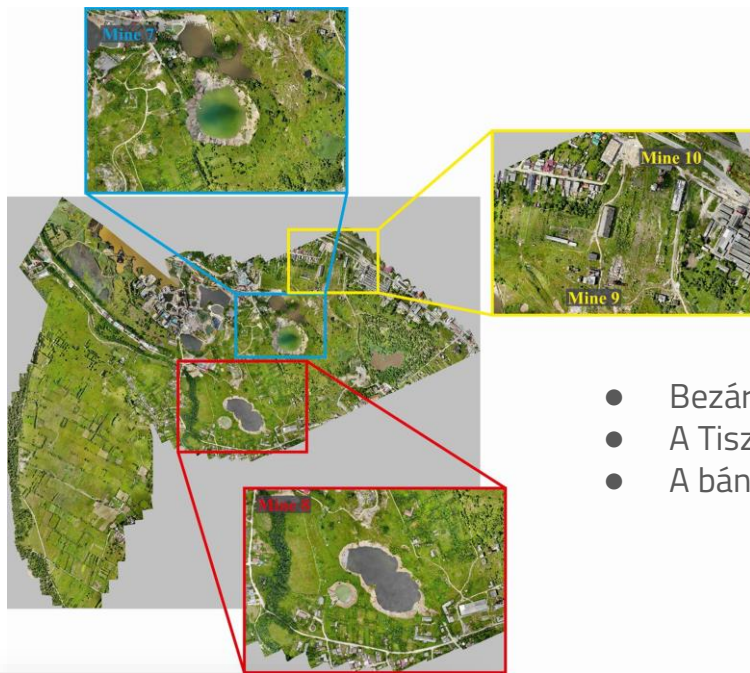 Mine 7
Mine 10
Mine 9
Mine 8
● Bezár
● A Tisz
● A bán